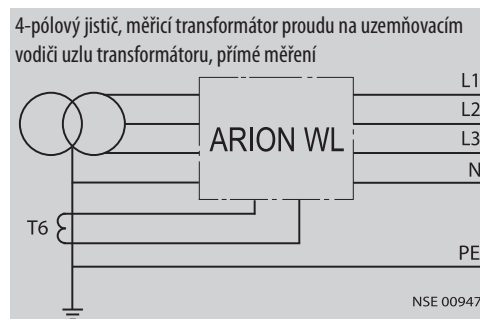 4-pólový jistič, měřicí transformátor proudu na uzemňovacím
vodiči uzlu transformátoru, přímé měření
L1
L2
ARION WL
L3
N
T6
PE
NSE 00947